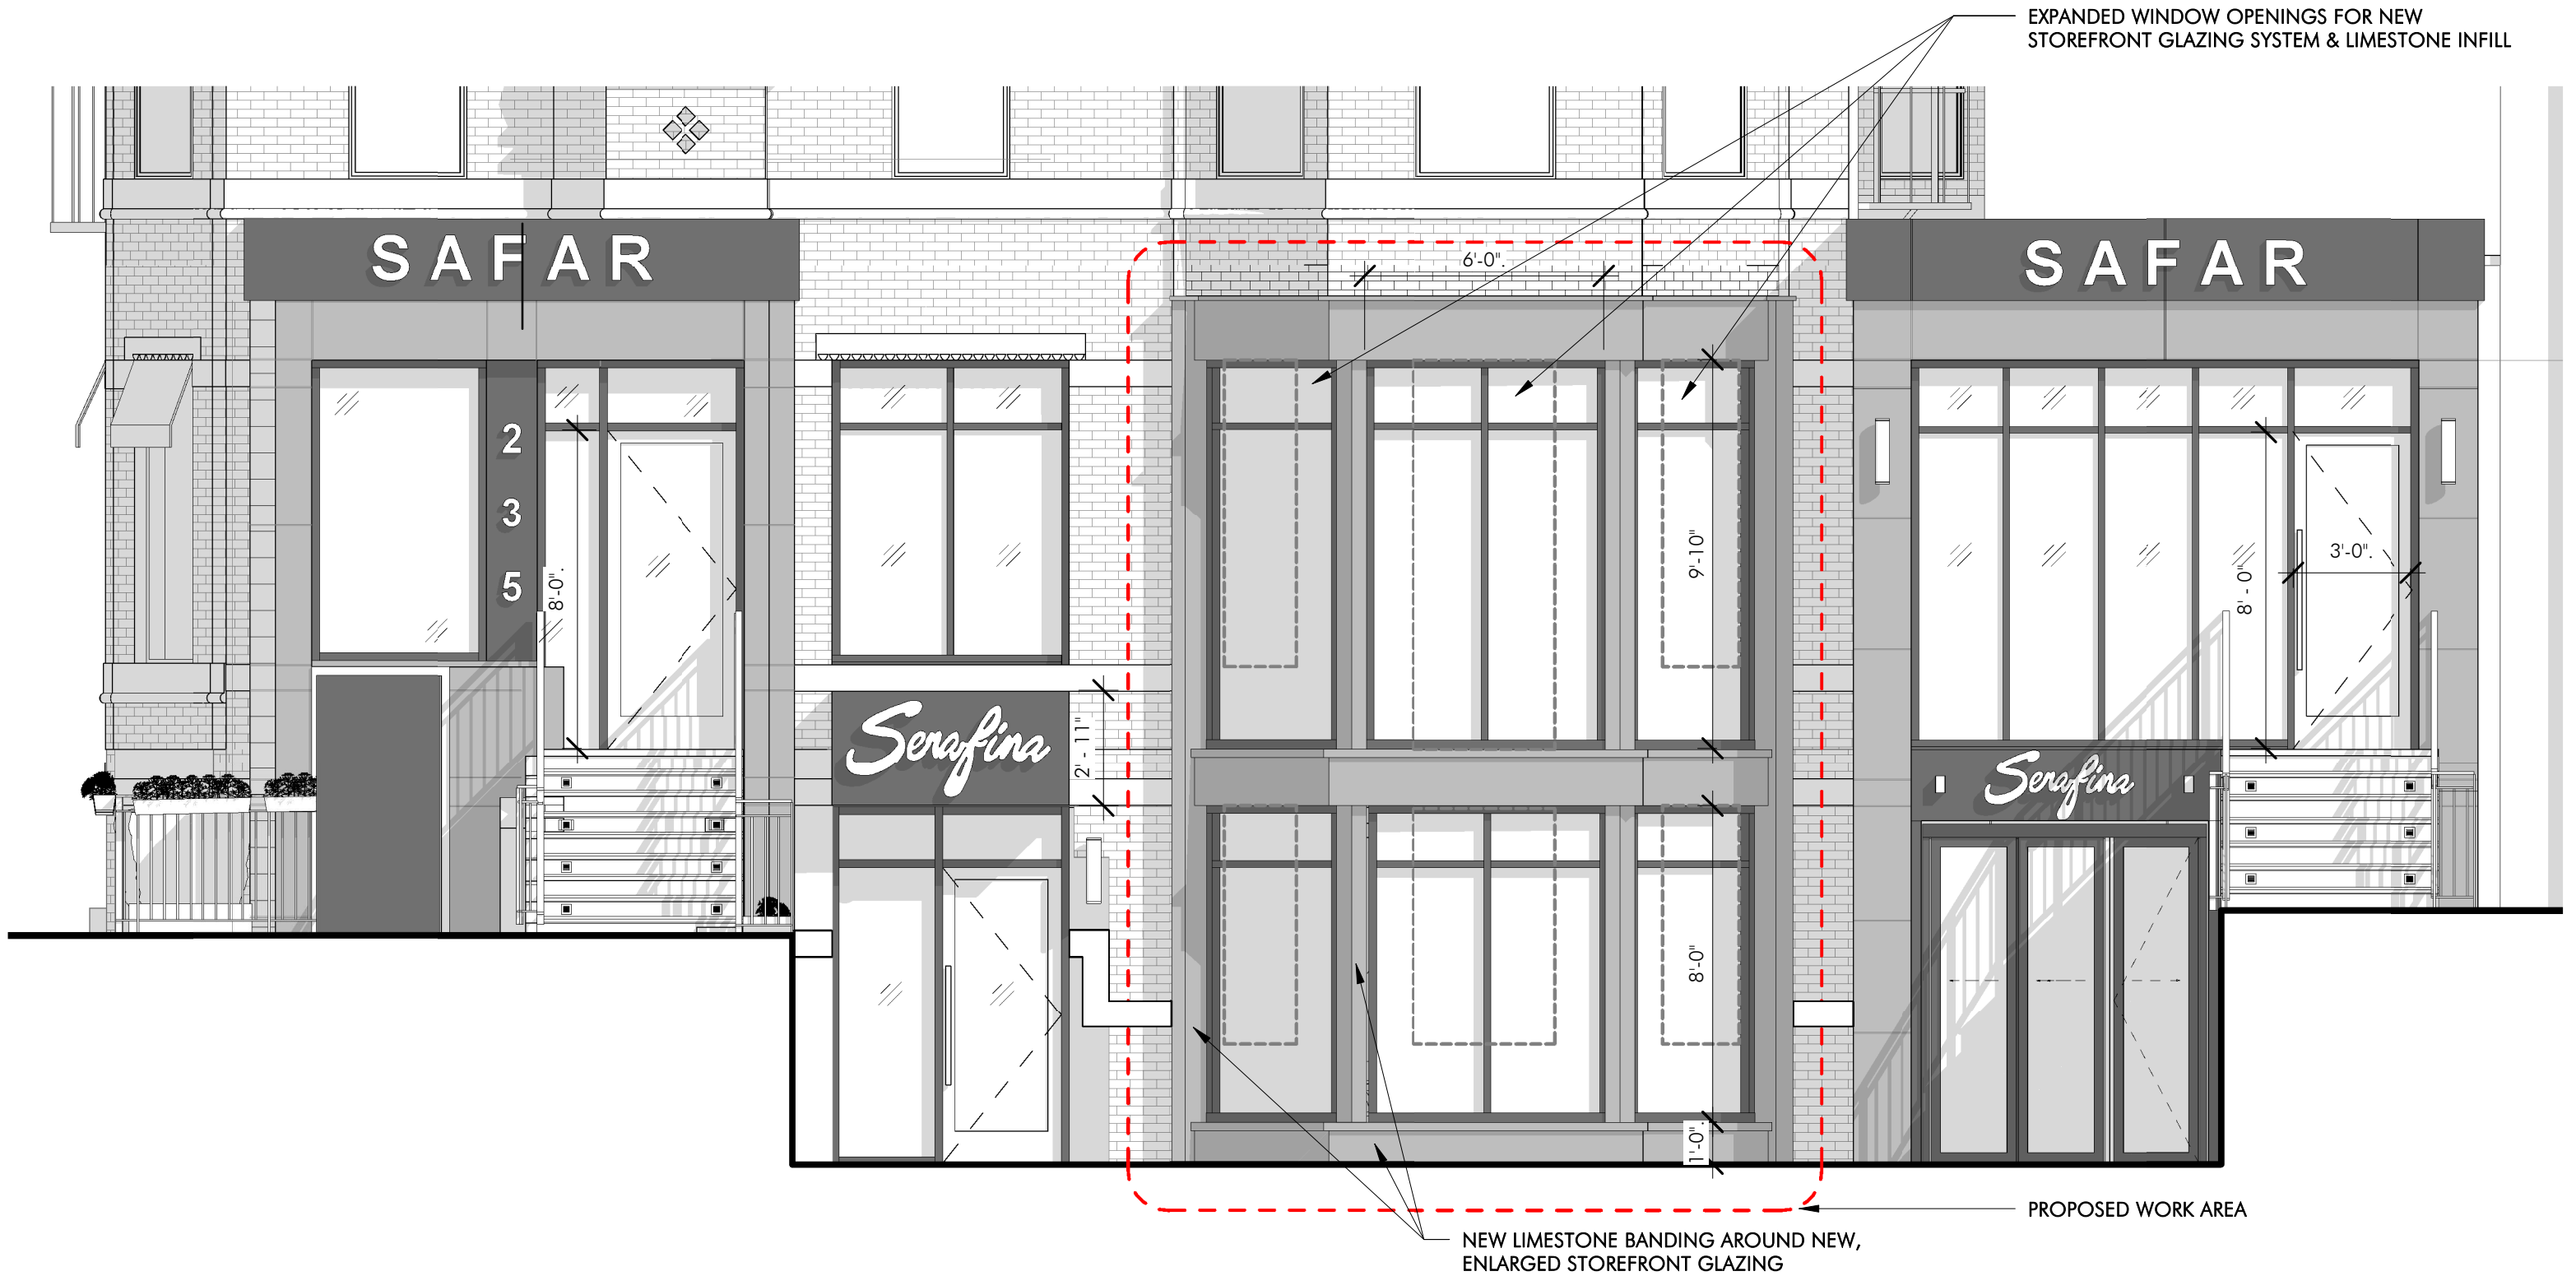 EXPANDED WINDOW OPENINGS FOR NEW
STOREFRONT GLAZING SYSTEM & LIMESTONE INFILL
SAFAR
6'-0".
SAFAR
2
3
5
8'-0".
9'-10"
8' - 0"
3'-0".
Serafina
2' - 11"
Serafina
8'-0"
1'-0".
PROPOSED WORK AREA
NEW LIMESTONE BANDING AROUND NEW,
ENLARGED STOREFRONT GLAZING